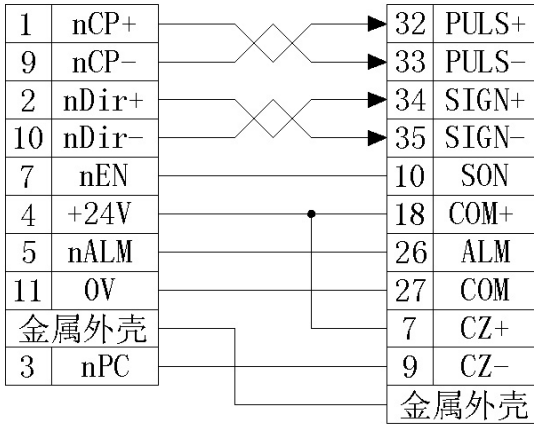 1 nCP+ 32 PULS+
9 nCP- 33 PULS-
2 nDir+ 34 SIGN+
10 nDir- 35 SIGN-
7 nEN 10 SON
4 +24V 18 COM+
5 nALM 26 ALM
11 0V 27 COM
金属外壳 7 CZ+
3 nPC 9 CZ-
金属外壳